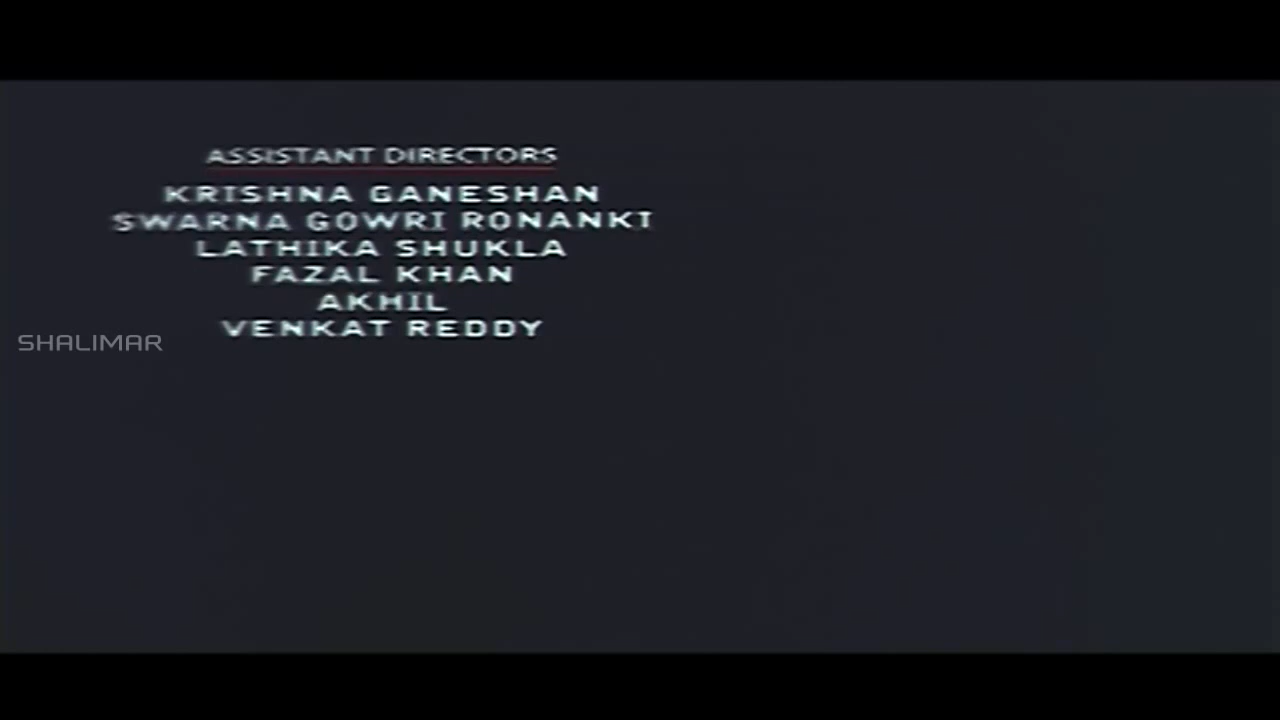 ASSISTANT DIRECTORS
KRISHNA GANESHAN
SWARNA GOWRI RONANKI
LATHIKA SHUKLA
FAZAL KHAN
AKHIL
VENKAT REDDY
SHALIMAR